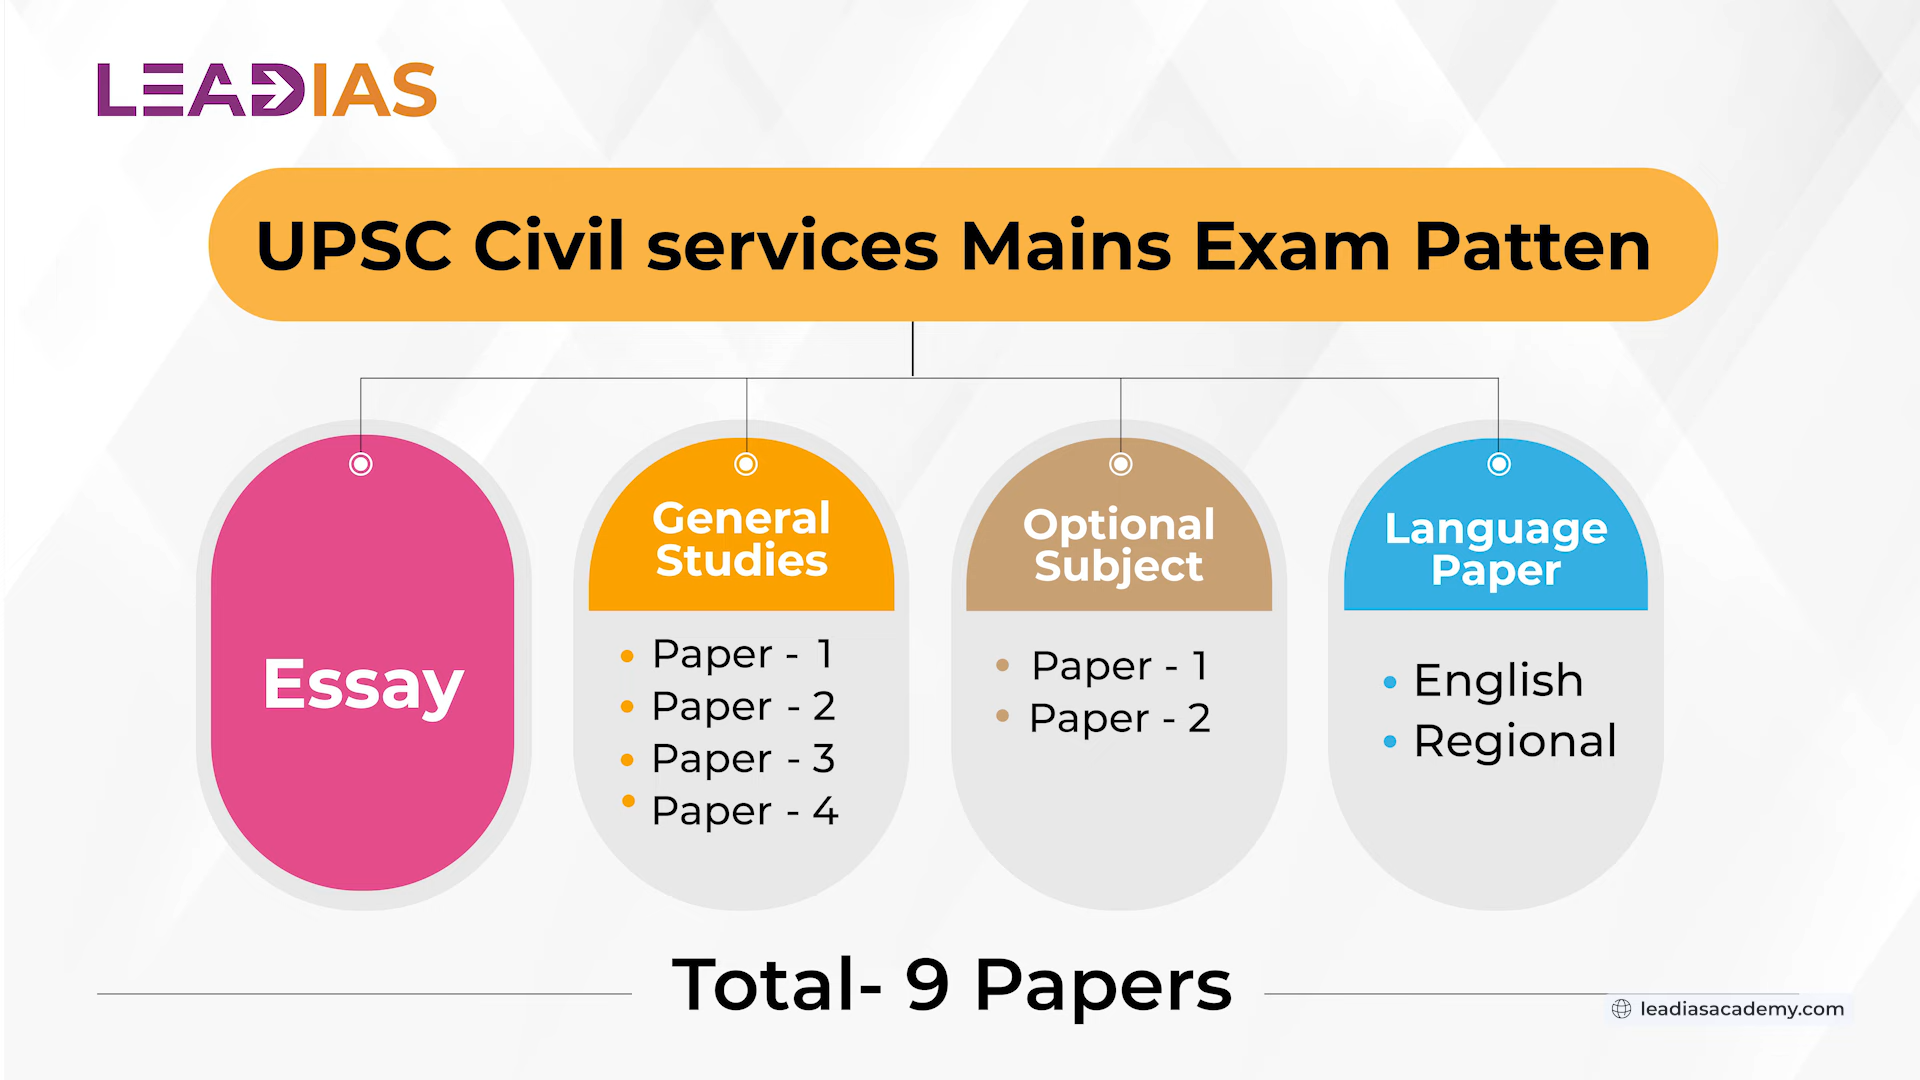 LEADIAS
UPSC Civil services Mains Exam Patten
Essay
General
Studies
Paper - 1
Paper - 2
Paper - 3
Paper - 4
Optional
Subject
Paper - 1
Paper - 2
Language
Paper
English
Regional
Total- 9 Papers
leadiasacademy.com